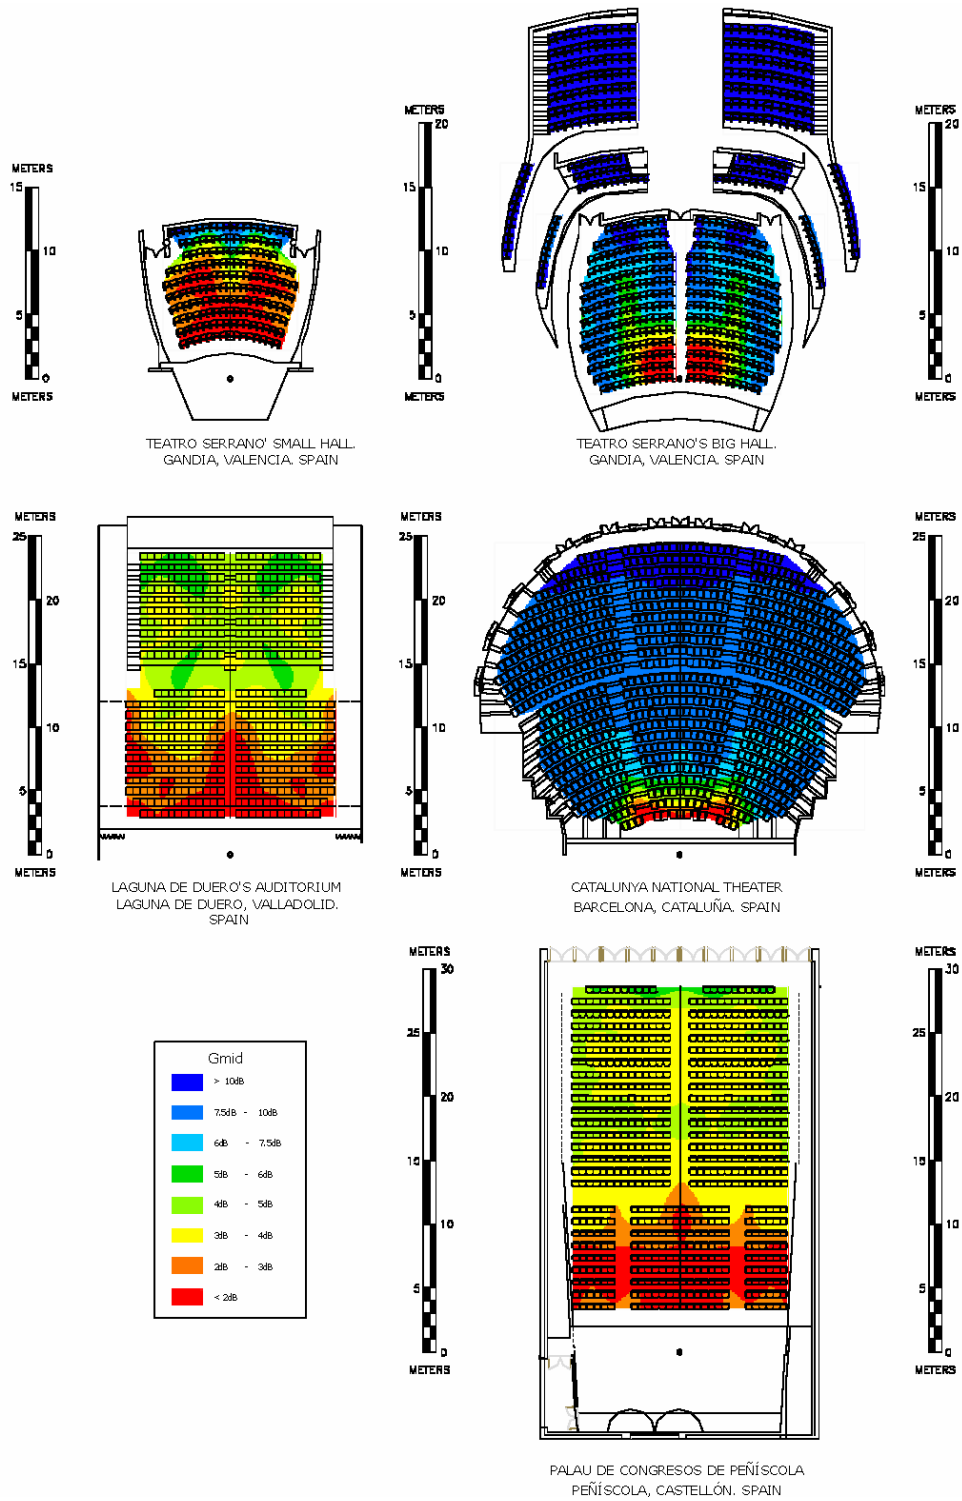 METERS
20
15
10
5
0
METERS
METERS
20
15
10
5
0
METERS
METERS
15
10
5
0
METERS
TEATRO SERRANO' SMALL HALL.
GANDIA, VALENCIA. SPAIN
TEATRO SERRANO'S BIG HALL.
GANDIA, VALENCIA. SPAIN
METERS
25
20
15
10
5
0
METERS
METERS
25
20
15
10
5
0
METERS
METERS
25
20
15
10
5
0
METERS
LAGUNA DE DUERO'S AUDITORIUM
LAGUNA DE DUERO, VALLADOLID.
SPAIN
CATALUNYA NATIONAL THEATER
BARCELONA, CATALUÑA. SPAIN
METERS
30
25
20
15
10
5
0
METERS
METERS
30
25
20
15
10
5
0
METERS
Gmid
> 10dB
7.5dB - 10dB
6dB - 7.5dB
5dB - 6dB
4dB - 5dB
3dB - 4dB
2dB - 3dB
< 2dB
PALAU DE CONGRESOS DE PEÑÍSCOLA
PEÑÍSCOLA, CASTELLÓN. SPAIN